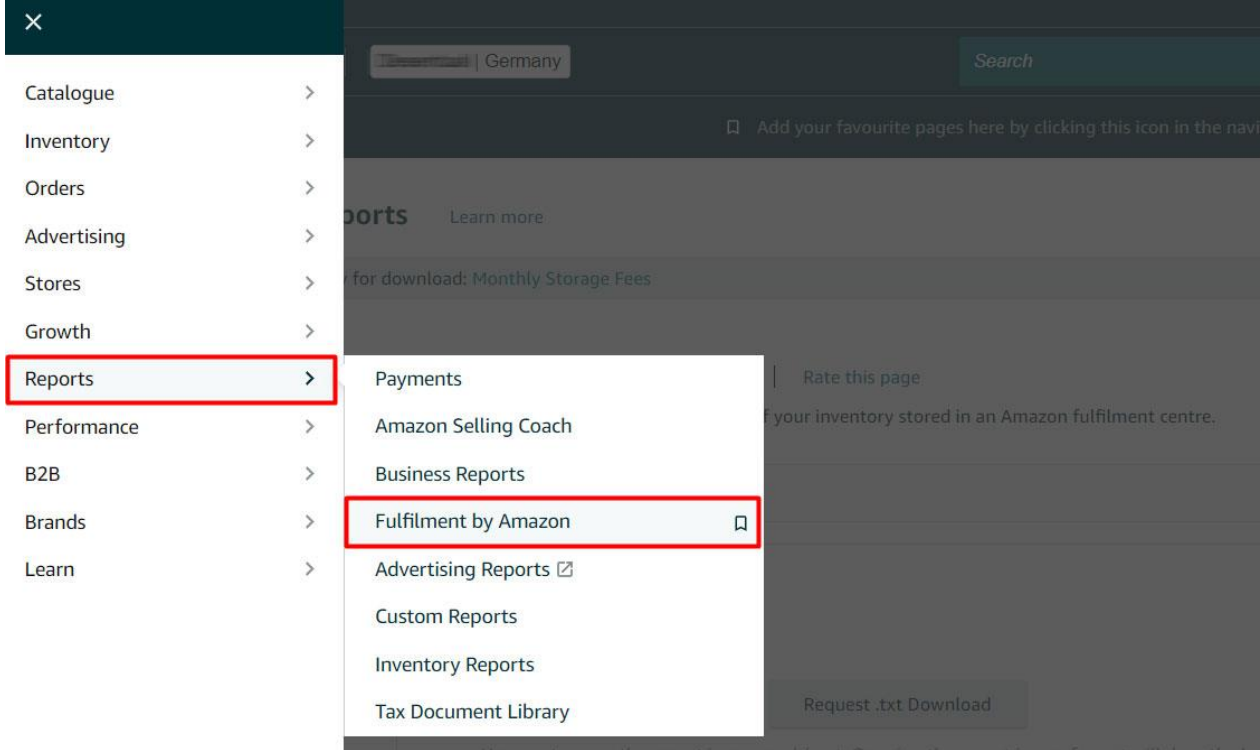 | Germany
Search
Add your favourite pages here by clicking this icon in the navi
Catalogue
Inventory
Orders
Advertising
Stores
Growth
Reports
Performance
B2B
Brands
Learn
ports
Learn more
for download: Monthly Storage Fees
Payments
Amazon Selling Coach
Business Reports
Fulfilment by Amazon
Advertising Reports
Custom Reports
Inventory Reports
Tax Document Library
Rate this page
f your inventory stored in an Amazon fulfilment centre.
Request .txt Download